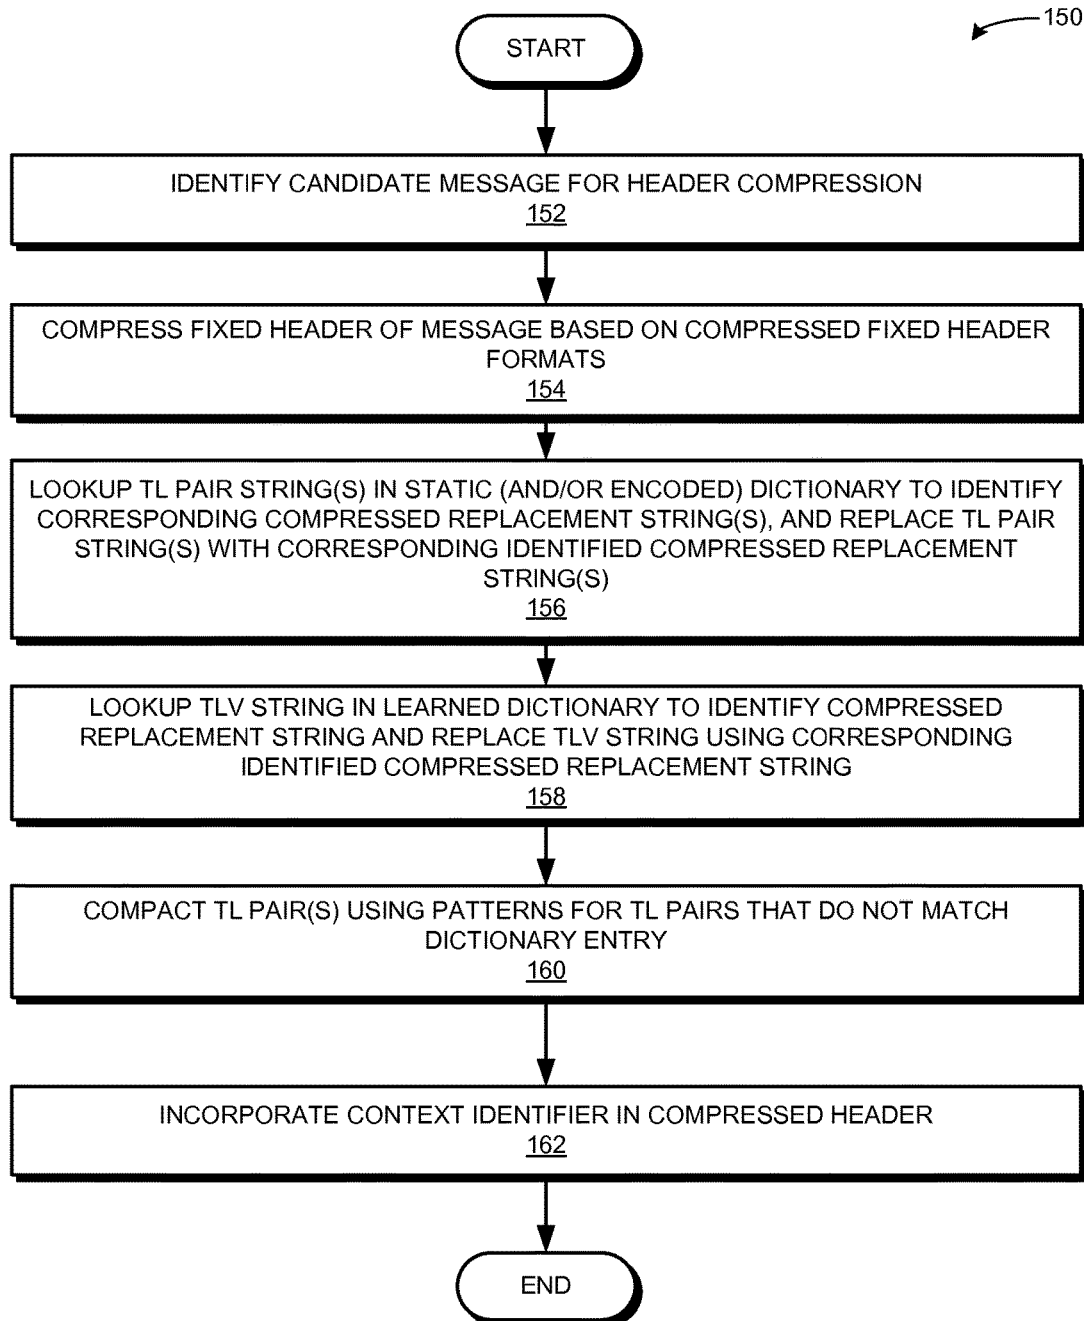 150
START
IDENTIFY CANDIDATE MESSAGE FOR HEADER COMPRESSION
152
COMPRESS FIXED HEADER OF MESSAGE BASED ON COMPRESSED FIXED HEADER
FORMATS
154
LOOKUP TL PAIR STRING(S) IN STATIC (AND/OR ENCODED) DICTIONARY TO IDENTIFY
CORRESPONDING COMPRESSED REPLACEMENT STRING(S), AND REPLACE TL PAIR
STRING(S) WITH CORRESPONDING IDENTIFIED COMPRESSED REPLACEMENT
STRING(S)
156
LOOKUP TLV STRING IN LEARNED DICTIONARY TO IDENTIFY COMPRESSED
REPLACEMENT STRING AND REPLACE TLV STRING USING CORRESPONDING
IDENTIFIED COMPRESSED REPLACEMENT STRING
158
COMPACT TL PAIR(S) USING PATTERNS FOR TL PAIRS THAT DO NOT MATCH
DICTIONARY ENTRY
160
INCORPORATE CONTEXT IDENTIFIER IN COMPRESSED HEADER
162
END